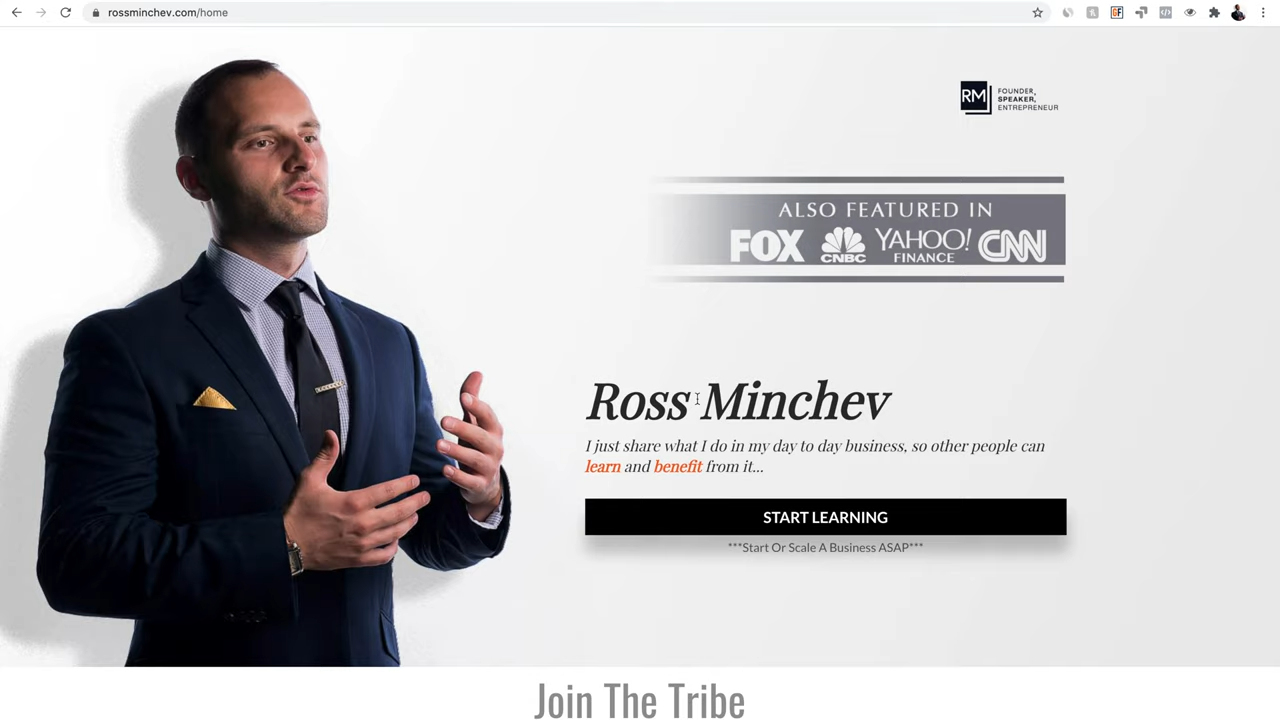 rossminchev.com/home
RM
FOUNDER,
SPEAKER,
ENTREPRENEUR
ALSO FEATURED IN
FOX CNBC YAHOO! FINANCE CNN
Ross Minchev
I just share what I do in my day to day business, so other people can
learn and benefit from it...
START LEARNING
***Start Or Scale A Business ASAP***
Join The Tribe